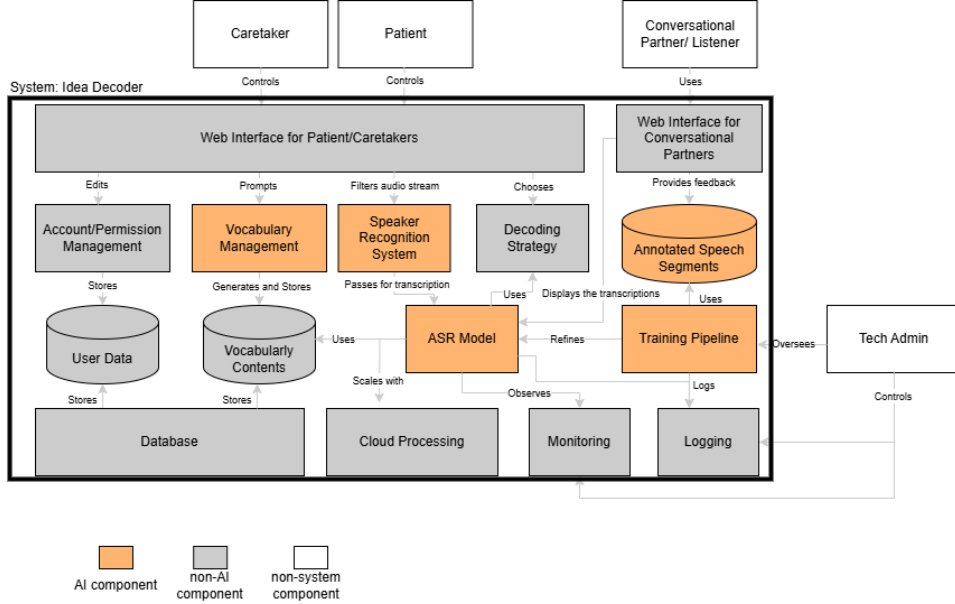 Caretaker
Patient
Conversational
Partner/ Listener
Controls
Controls
Uses
System: Idea Decoder
Web Interface for Patient/Caretakers
Web Interface for
Conversational
Partners
Edits
Prompts
Filters audio stream
Chooses
Provides feedback
Account/Permission
Management
Vocabulary
Management
Speaker
Recognition
System
Decoding
Strategy
Annotated Speech
Segments
Stores
Generates and Stores
Passes for transcription
Uses
Displays the transcriptions
Uses
User Data
Vocabularly
Contents
Uses
ASR Model
Refines
Training Pipeline
Oversees
Tech Admin
Scales with
Observes
Logs
Controls
Stores
Stores
Database
Cloud Processing
Monitoring
Logging
AI component
non-AI
component
non-system
component